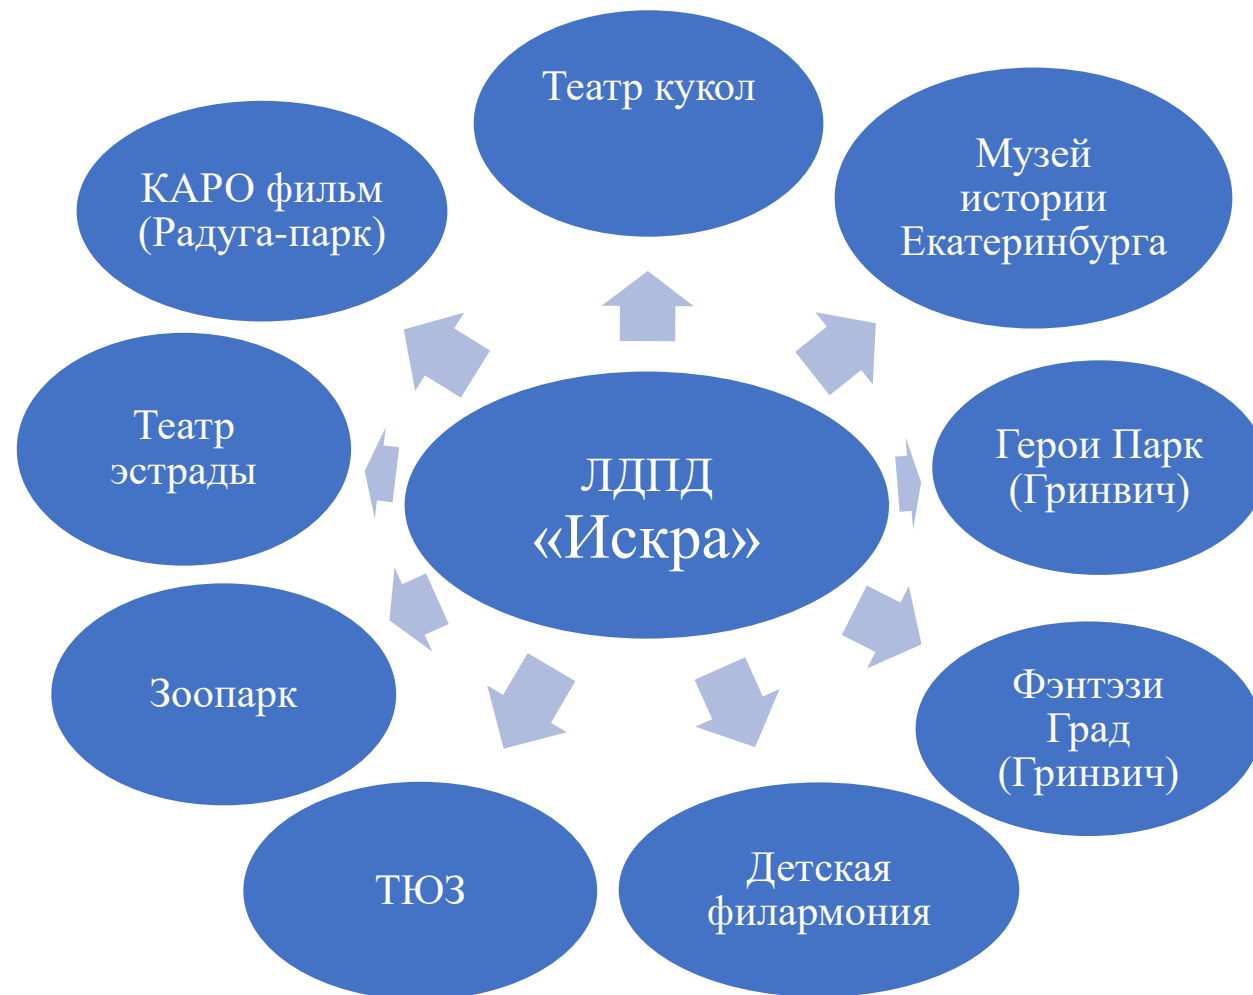 Театр кукол
Музей
истории
Екатеринбурга
КАРО фильм
(Радуга-парк)
Театр
эстрады
ЛДПД
«Искра»
Герои Парк
(Гринвич)
Зоопарк
Фэнтэзи
Град
(Гринвич)
ТЮЗ
Детская
филармония